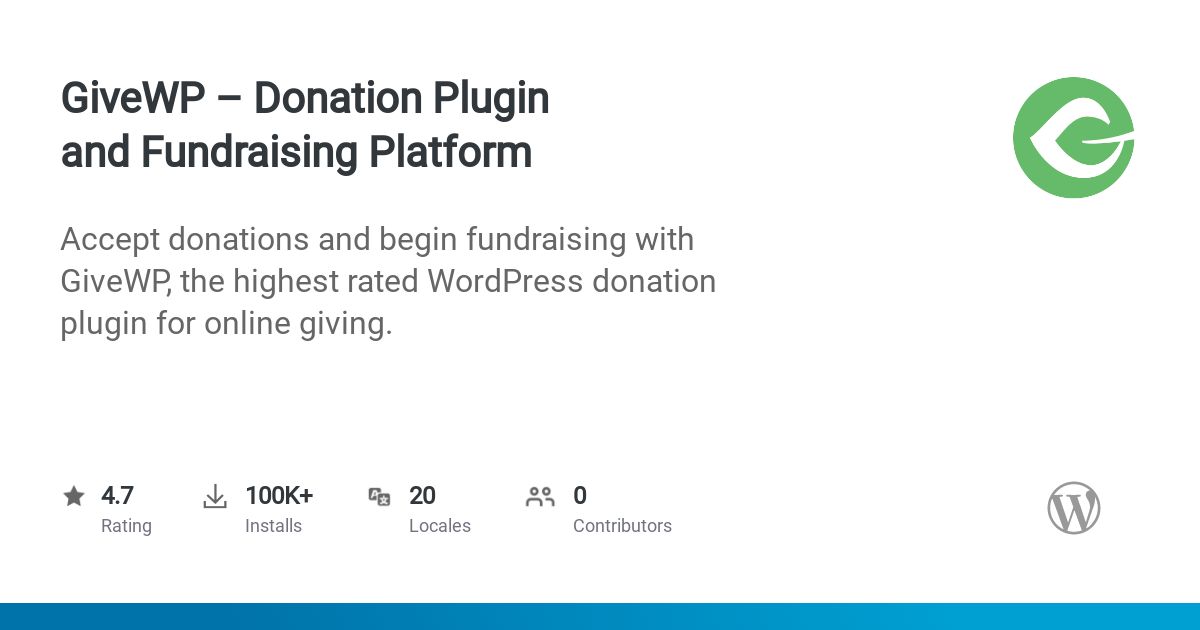 GiveWP – Donation Plugin
and Fundraising Platform
Accept donations and begin fundraising with
GiveWP, the highest rated WordPress donation
plugin for online giving.
4.7
Rating
100K+
Installs
20
Locales
0
Contributors